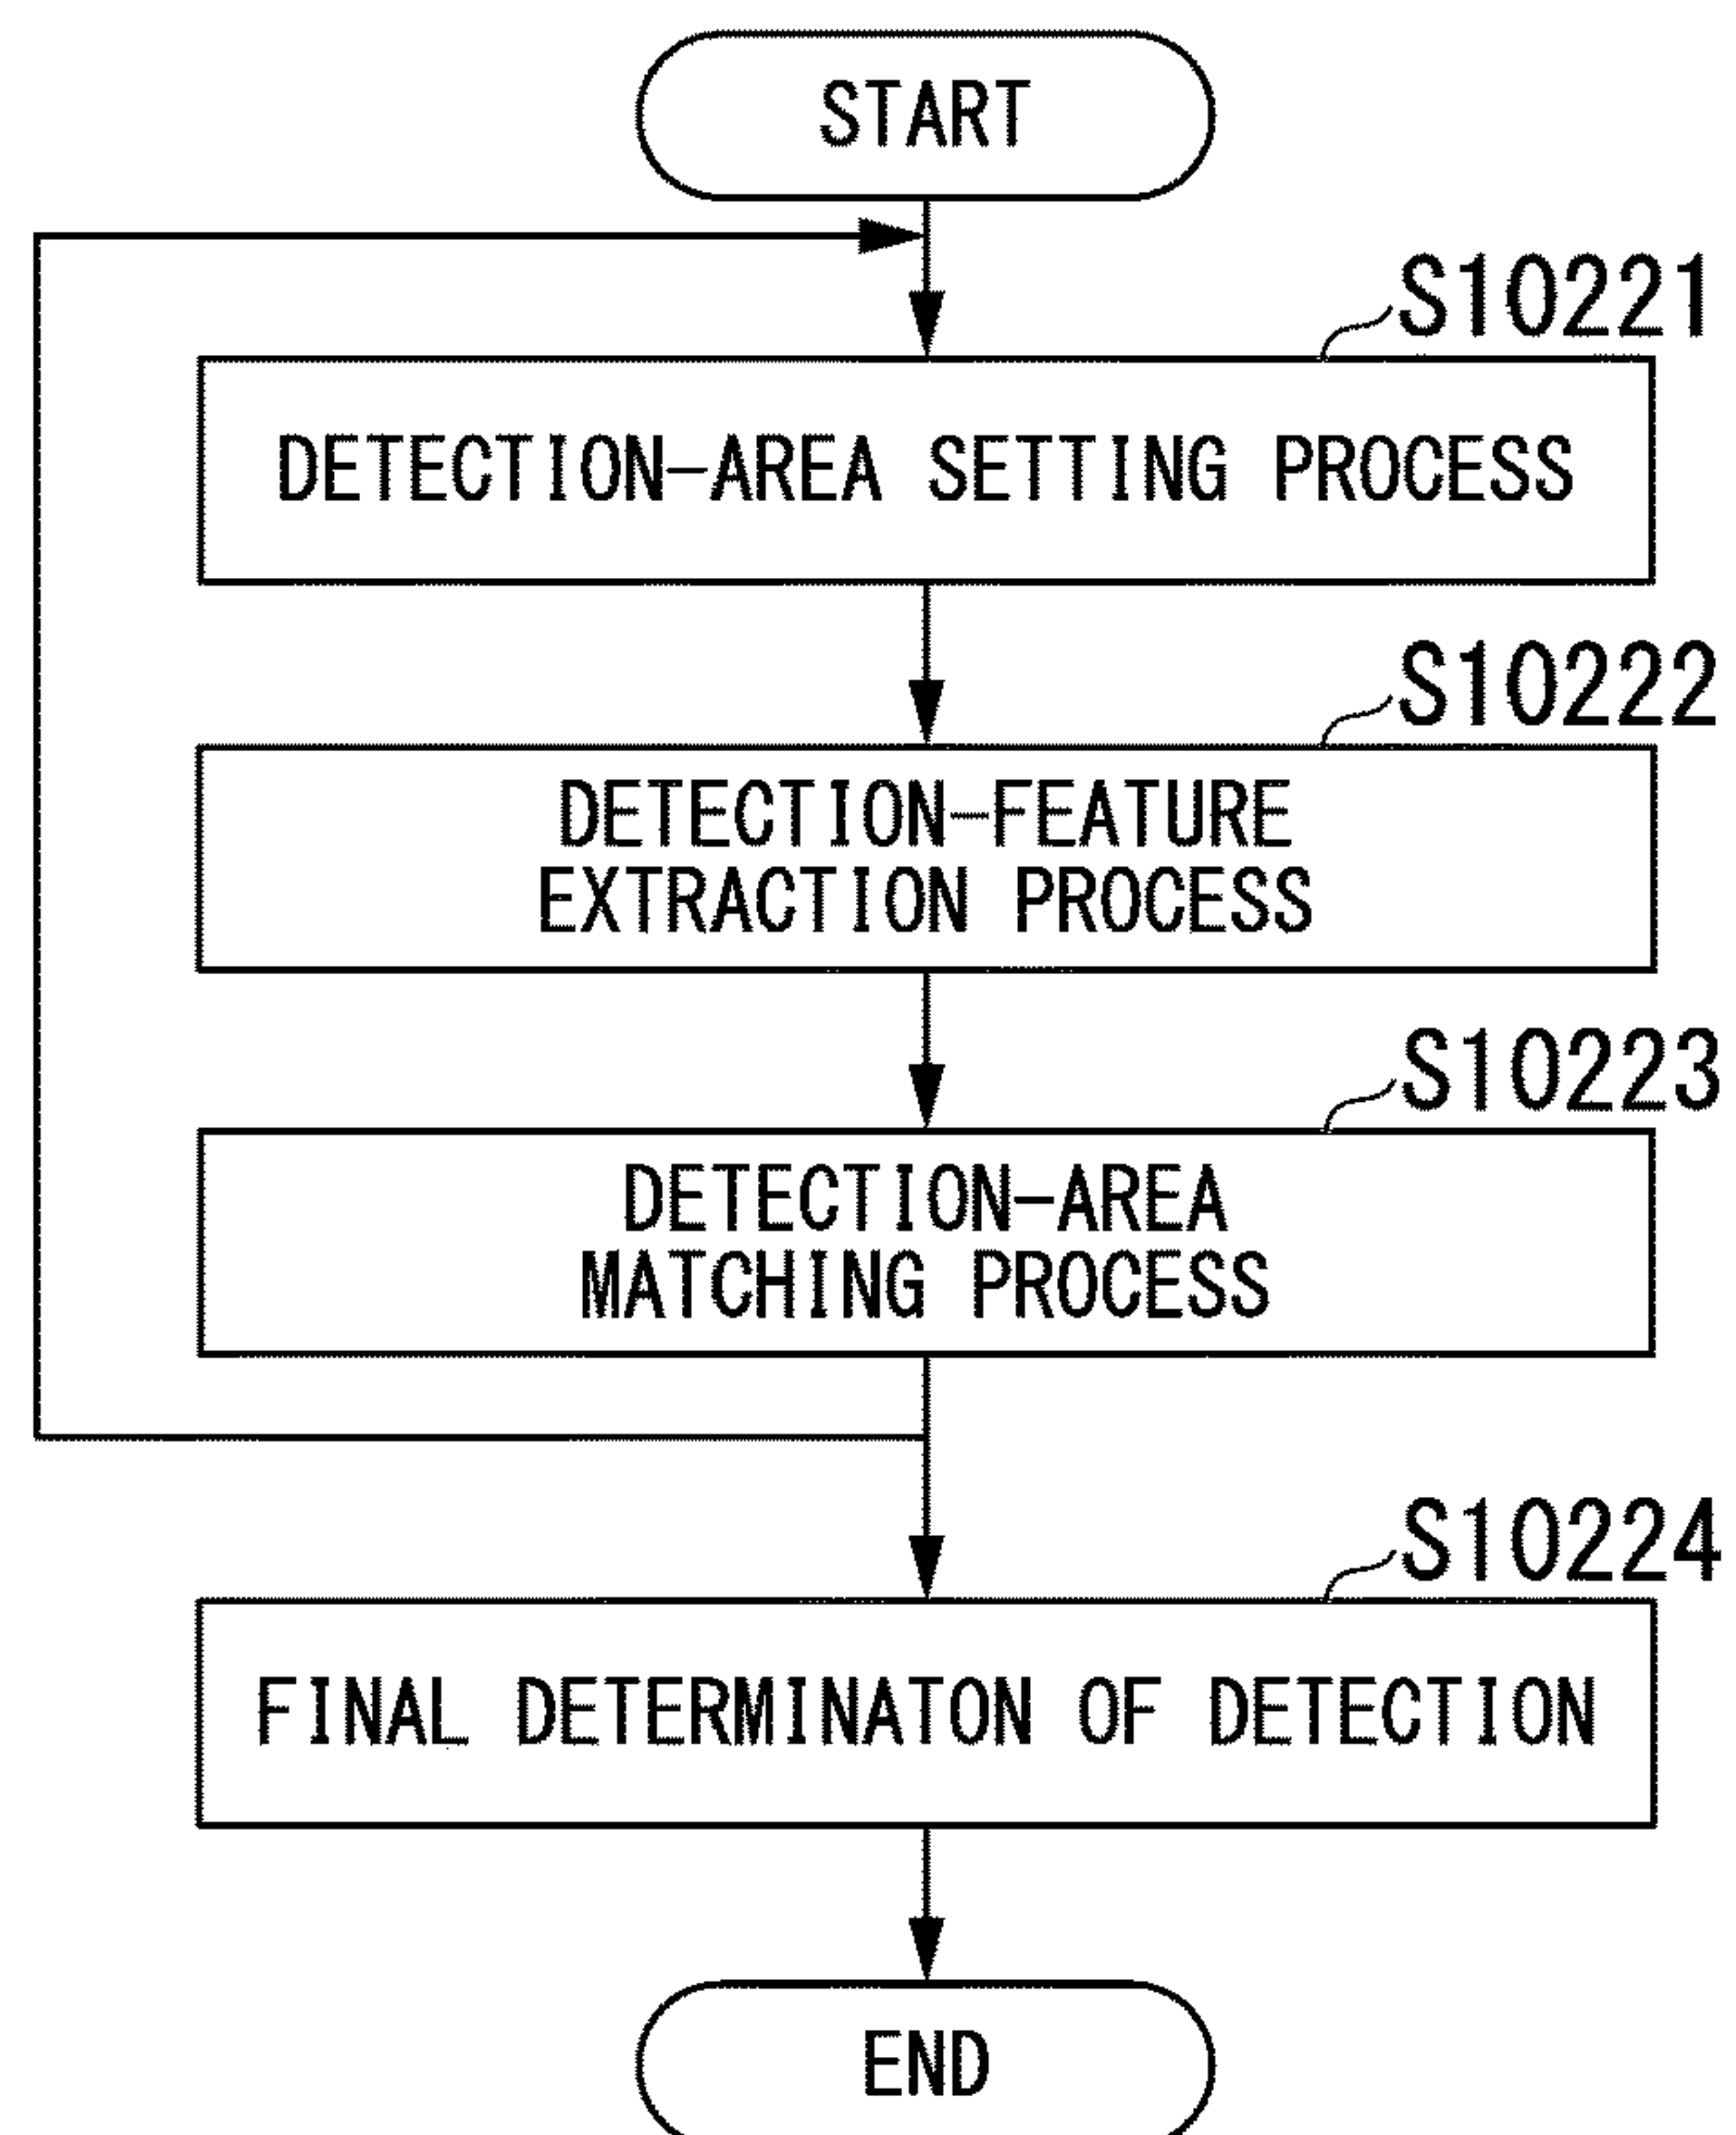 START
S10221
DETECTION-AREA SETTING PROCESS
S10222
DETECTION-FEATURE
EXTRACTION PROCESS
S10223
DETECTION-AREA
MATCHING PROCESS
S10224
FINAL DETERMINATON OF DETECTION
END